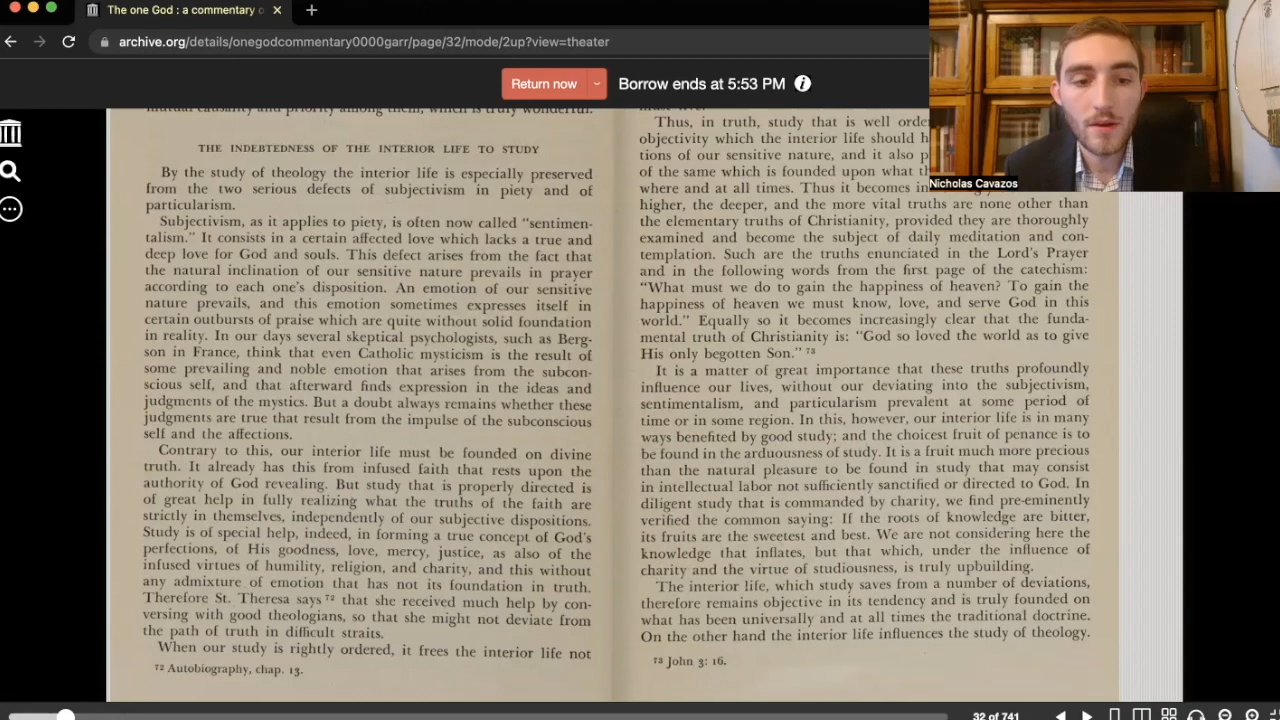 The one God : a commentary o
archive.org/details/onegodcommentary0000garr/page/32/mode/2up?view=theater
Return now
Borrow ends at 5:53 PM
Nicholas Cavazos
mutual causality and priority among them, which is truly wonderful.
THE INDEBTEDNESS OF THE INTERIOR LIFE TO STUDY
By the study of theology the interior life is especially preserved
from the two serious defects of subjectivism in piety and of
particularism.
Subjectivism, as it applies to piety, is often now called "sentimen-
talism." It consists in a certain affected love which lacks a true and
deep love for God and souls. This defect arises from the fact that
the natural inclination of our sensitive nature prevails in prayer
according to each one's disposition. An emotion of our sensitive
nature prevails, and this emotion sometimes expresses itself in
certain outbursts of praise which are quite without solid foundation
in reality. In our days several skeptical psychologists, such as Berg-
son in France, think that even Catholic mysticism is the result of
some prevailing and noble emotion that arises from the subcon-
scious self, and that afterward finds expression in the ideas and
judgments of the mystics. But a doubt always remains whether these
judgments are true that result from the impulse of the subconscious
self and the affections.
Contrary to this, our interior life must be founded on divine
truth. It already has this from infused faith that rests upon the
authority of God revealing. But study that is properly directed is
of great help in fully realizing what the truths of the faith are
strictly in themselves, independently of our subjective dispositions.
Study is of special help, indeed, in forming a true concept of God's
perfections, of His goodness, love, mercy, justice, as also of the
infused virtues of humility, religion, and charity, and this without
any admixture of emotion that has not its foundation in truth.
Therefore St. Theresa says 72 that she received much help by con-
versing with good theologians, so that she might not deviate from
the path of truth in difficult straits.
When our study is rightly ordered, it frees the interior life not
72 Autobiography, chap. 13.
Thus, in truth, study that is well orde
objectivity which the interior life should h
tions of our sensitive nature, and it also p
of the same which is founded upon what th
where and at all times. Thus it becomes in
higher, the deeper, and the more vital truths are none other than
the elementary truths of Christianity, provided they are thoroughly
examined and become the subject of daily meditation and con-
templation. Such are the truths enunciated in the Lord's Prayer
and in the following words from the first page of the catechism:
"What must we do to gain the happiness of heaven? To gain the
happiness of heaven we must know, love, and serve God in this
world." Equally so it becomes increasingly clear that the funda-
mental truth of Christianity is: "God so loved the world as to give
His only begotten Son." 73
It is a matter of great importance that these truths profoundly
influence our lives, without our deviating into the subjectivism,
sentimentalism, and particularism prevalent at some period of
time or in some region. In this, however, our interior life is in many
ways benefited by good study; and the choicest fruit of penance is to
be found in the arduousness of study. It is a fruit much more precious
than the natural pleasure to be found in study that may consist
in intellectual labor not sufficiently sanctified or directed to God. In
diligent study that is commanded by charity, we find pre-eminently
verified the common saying: If the roots of knowledge are bitter,
its fruits are the sweetest and best. We are not considering here the
knowledge that inflates, but that which, under the influence of
charity and the virtue of studiousness, is truly upbuilding.
The interior life, which study saves from a number of deviations,
therefore remains objective in its tendency and is truly founded on
what has been universally and at all times the traditional doctrine.
On the other hand the interior life influences the study of theology.
73 John 3: 16.
32 of 741